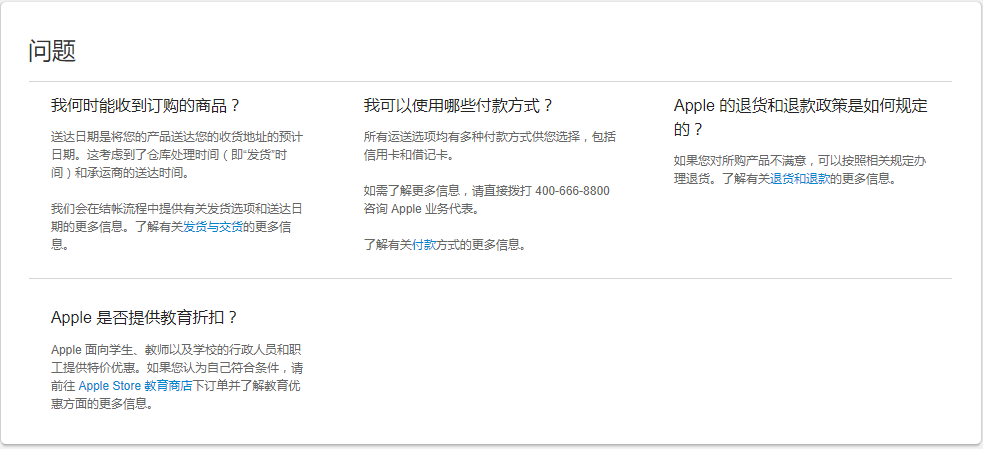 问题
我何时能收到订购的商品？
送达日期是将您的产品送达您的收货地址的预计
日期。这考虑到了仓库处理时间（即“发货”时
间）和承运商的送达时间。
我们会在结帐流程中提供有关发货选项和送达日
期的更多信息。了解有关发货与交货的更多信
息。
我可以使用哪些付款方式？
所有运送选项均有多种付款方式供您选择，包括
信用卡和借记卡。
如需了解更多信息，请直接拨打 400-666-8800
咨询 Apple 业务代表。
了解有关付款方式的更多信息。
Apple 的退货和退款政策是如何规定
的？
如果您对所购产品不满意，可以按照相关规定办
理退货。了解有关退货和退款的更多信息。
Apple 是否提供教育折扣？
Apple 面向学生、教师以及学校的行政人员和职
工提供特价优惠。如果您认为自己符合条件，请
前往 Apple Store 教育商店下订单并了解教育优
惠方面的更多信息。